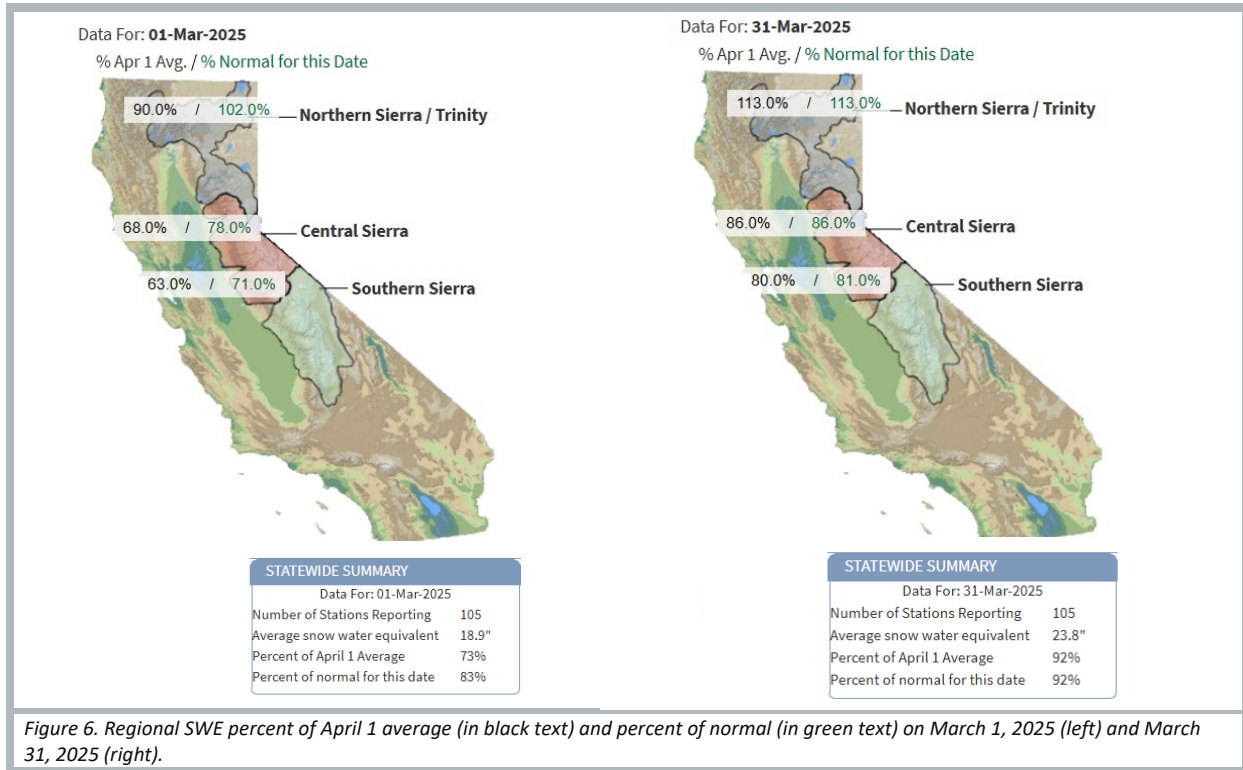 Data For: 01-Mar-2025
% Apr 1 Avg. / % Normal for this Date
90.0% / 102.0%
Northern Sierra / Trinity
68.0% / 78.0%
Central Sierra
63.0% / 71.0%
Southern Sierra
STATEWIDE SUMMARY
Data For: 01-Mar-2025
Number of Stations Reporting 105
Average snow water equivalent 18.9"
Percent of April 1 Average 73%
Percent of normal for this date 83%
Data For: 31-Mar-2025
% Apr 1 Avg. / % Normal for this Date
113.0% / 113.0%
Northern Sierra / Trinity
86.0% / 86.0%
Central Sierra
80.0% / 81.0%
Southern Sierra
STATEWIDE SUMMARY
Data For: 31-Mar-2025
Number of Stations Reporting 105
Average snow water equivalent 23.8"
Percent of April 1 Average 92%
Percent of normal for this date 92%
Figure 6. Regional SWE percent of April 1 average (in black text) and percent of normal (in green text) on March 1, 2025 (left) and March
31, 2025 (right).